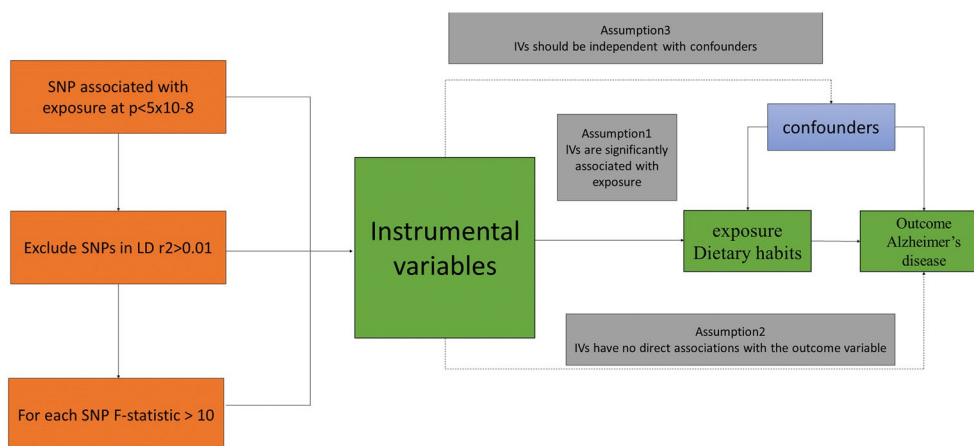 Assumption3
IVs should be independent with confounders
SNP associated with
exposure at p<5x10-8
Exclude SNPs in LD r2>0.01
For each SNP F-statistic > 10
Instrumental
variables
Assumption1
IVs are significantly
associated with
exposure
confounders
exposure
Dietary habits
Outcome
Alzheimer's
disease
Assumption2
IVs have no direct associations with the outcome variable